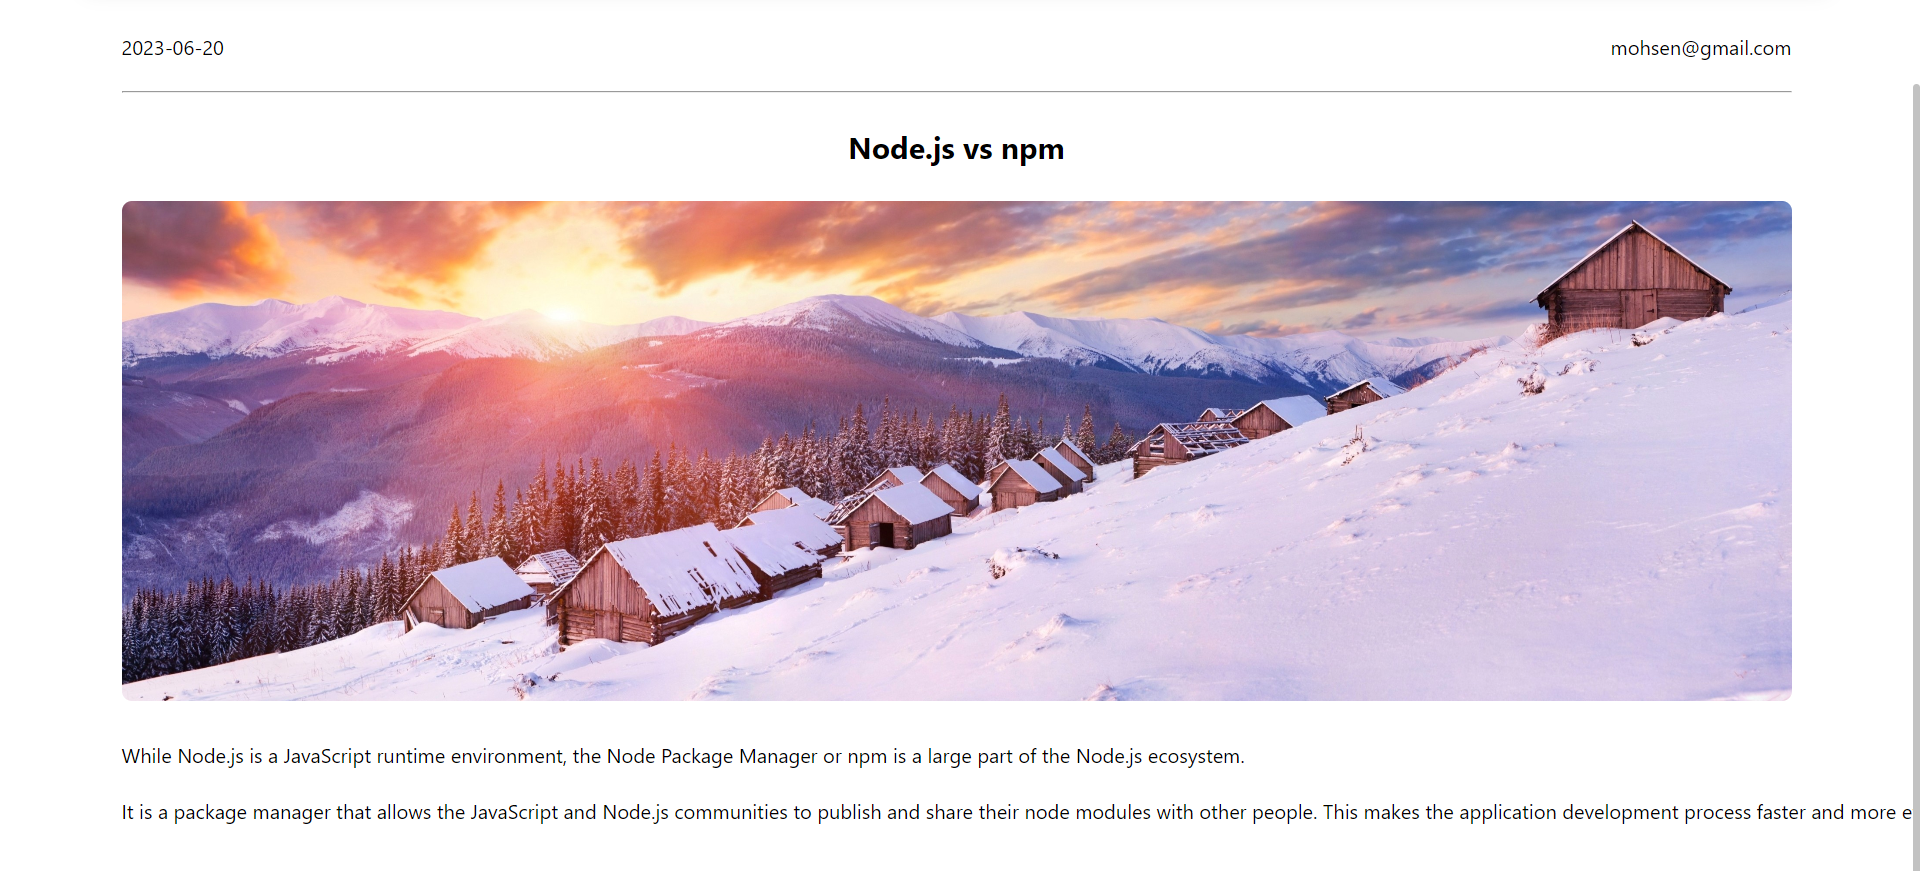 2023-06-20
mohsen@gmail.com
Node.js vs npm
While Node.js is a JavaScript runtime environment, the Node Package Manager or npm is a large part of the Node.js ecosystem.
It is a package manager that allows the JavaScript and Node.js communities to publish and share their node modules with other people. This makes the application development process faster and more e